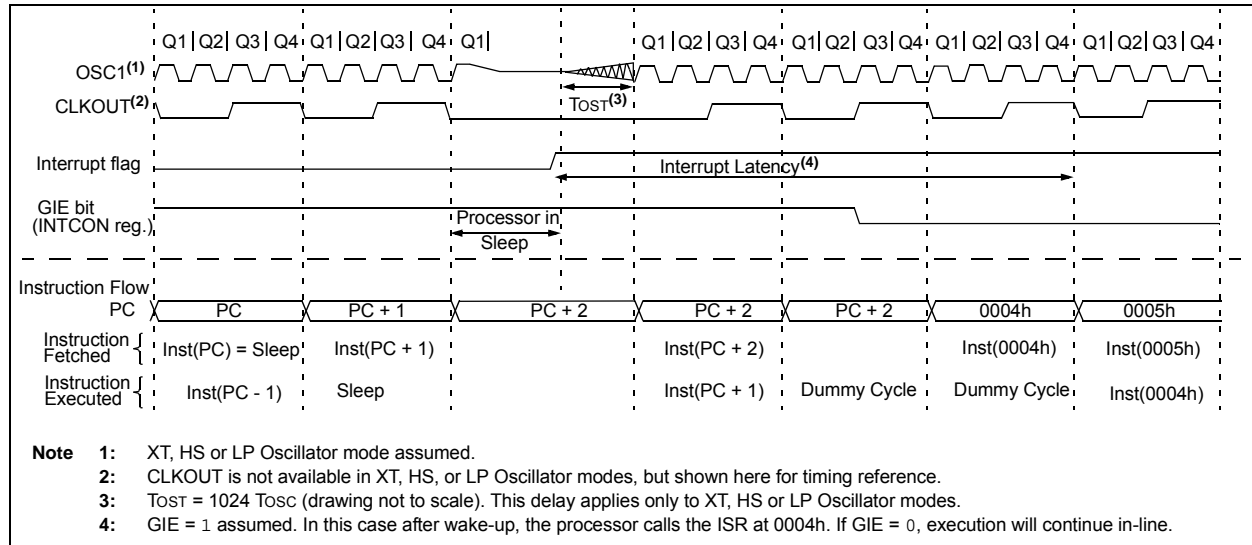 Q1 Q2 Q3 Q4 Q1 Q2 Q3 Q4 Q1 Q1 Q2 Q3 Q4 Q1 Q2 Q3 Q4 Q1 Q2 Q3 Q4 Q1 Q2 Q3 Q4
OSC1(1)
TOST(3)
CLKOUT(2)
Interrupt flag
Interrupt Latency(4)
GIE bit
(INTCON reg.)
Processor in
Sleep
Instruction Flow
PC PC PC + 1 PC + 2 PC + 2 PC + 2 0004h 0005h
Instruction
Fetched { Inst(PC) = Sleep Inst(PC + 1) Inst(PC + 2) Inst(0004h) Inst(0005h)
Instruction
Executed { Inst(PC - 1) Sleep Inst(PC + 1) Dummy Cycle Dummy Cycle Inst(0004h)
Note 1: XT, HS or LP Oscillator mode assumed.
2: CLKOUT is not available in XT, HS, or LP Oscillator modes, but shown here for timing reference.
3: TOST = 1024 TOSC (drawing not to scale). This delay applies only to XT, HS or LP Oscillator modes.
4: GIE = 1 assumed. In this case after wake-up, the processor calls the ISR at 0004h. If GIE = 0, execution will continue in-line.